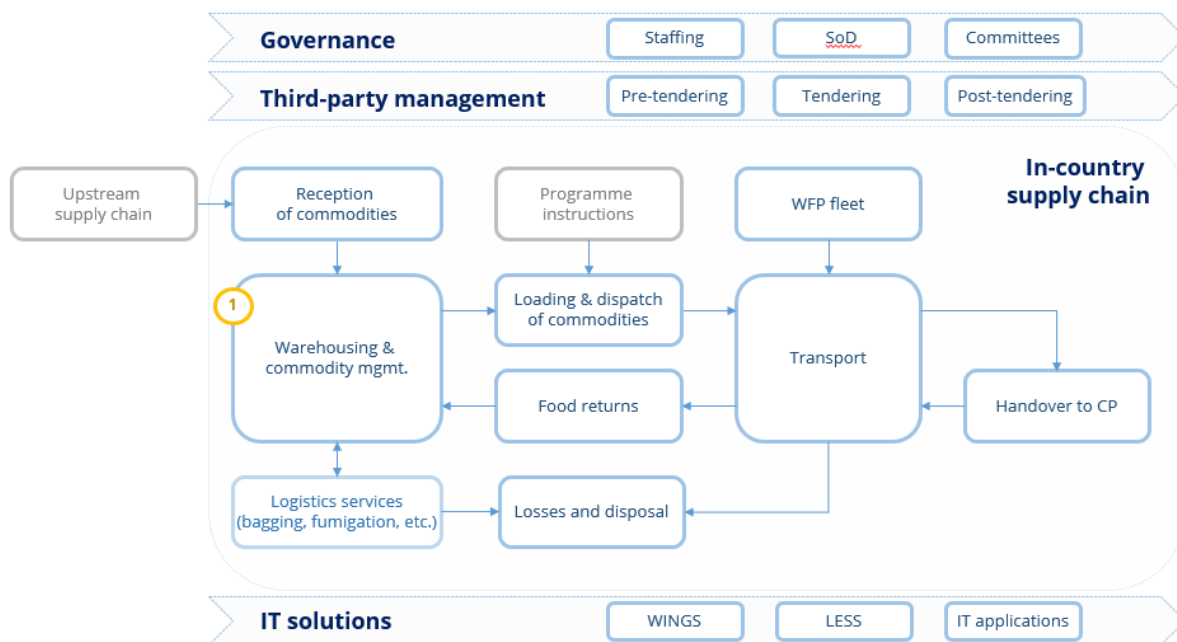 Governance
Staffing
SoD
Committees
Third-party management
Pre-tendering
Tendering
Post-tendering
In-country
supply chain
Upstream
supply chain
Reception
of commodities
Programme
instructions
WFP fleet
1
Warehousing &
commodity mgmt.
Loading & dispatch
of commodities
Transport
Food returns
Handover to CP
Logistics services
(bagging, fumigation, etc.)
Losses and disposal
IT solutions
WINGS
LESS
IT applications